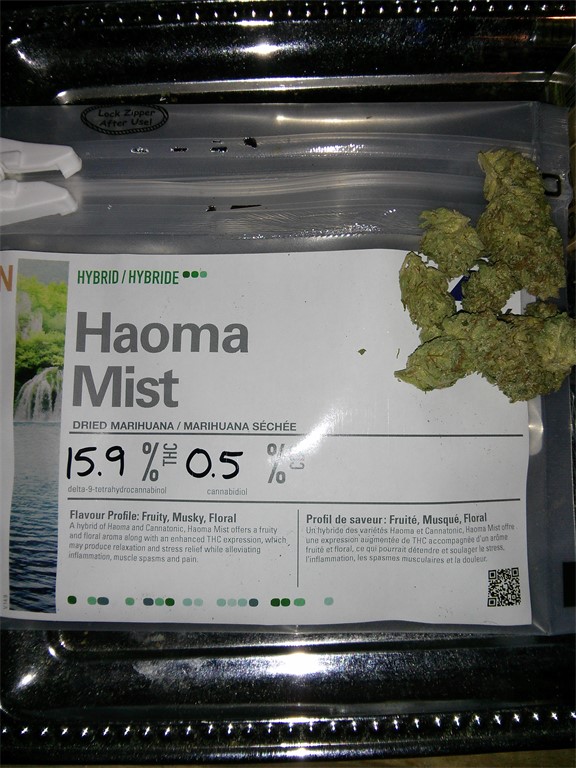 Lock Zipper
After Use!
N
HYBRID / HYBRIDE
Haoma
Mist
DRIED MARIHUANA / MARIHUANA SÉCHÉE
15.9 % THC 0.5 %
delta-9-tetrahydrocannabinol cannabidiol
Flavour Profile: Fruity, Musky, Floral
A hybrid of Haoma and Cannatonic, Haoma Mist offers a fruity
and floral aroma along with an enhanced THC expression, which
may produce relaxation and stress relief while alleviating
inflammation, muscle spasms and pain.
Profil de saveur : Fruité, Musqué, Floral
Un hybride des variétés Haoma et Cannatonic, Haoma Mist offre
une expression augmentée de THC accompagnée d'un arôme
fruité et floral, ce qui pourrait détendre et soulager le stress,
l'inflammation, les spasmes musculaires et la douleur.